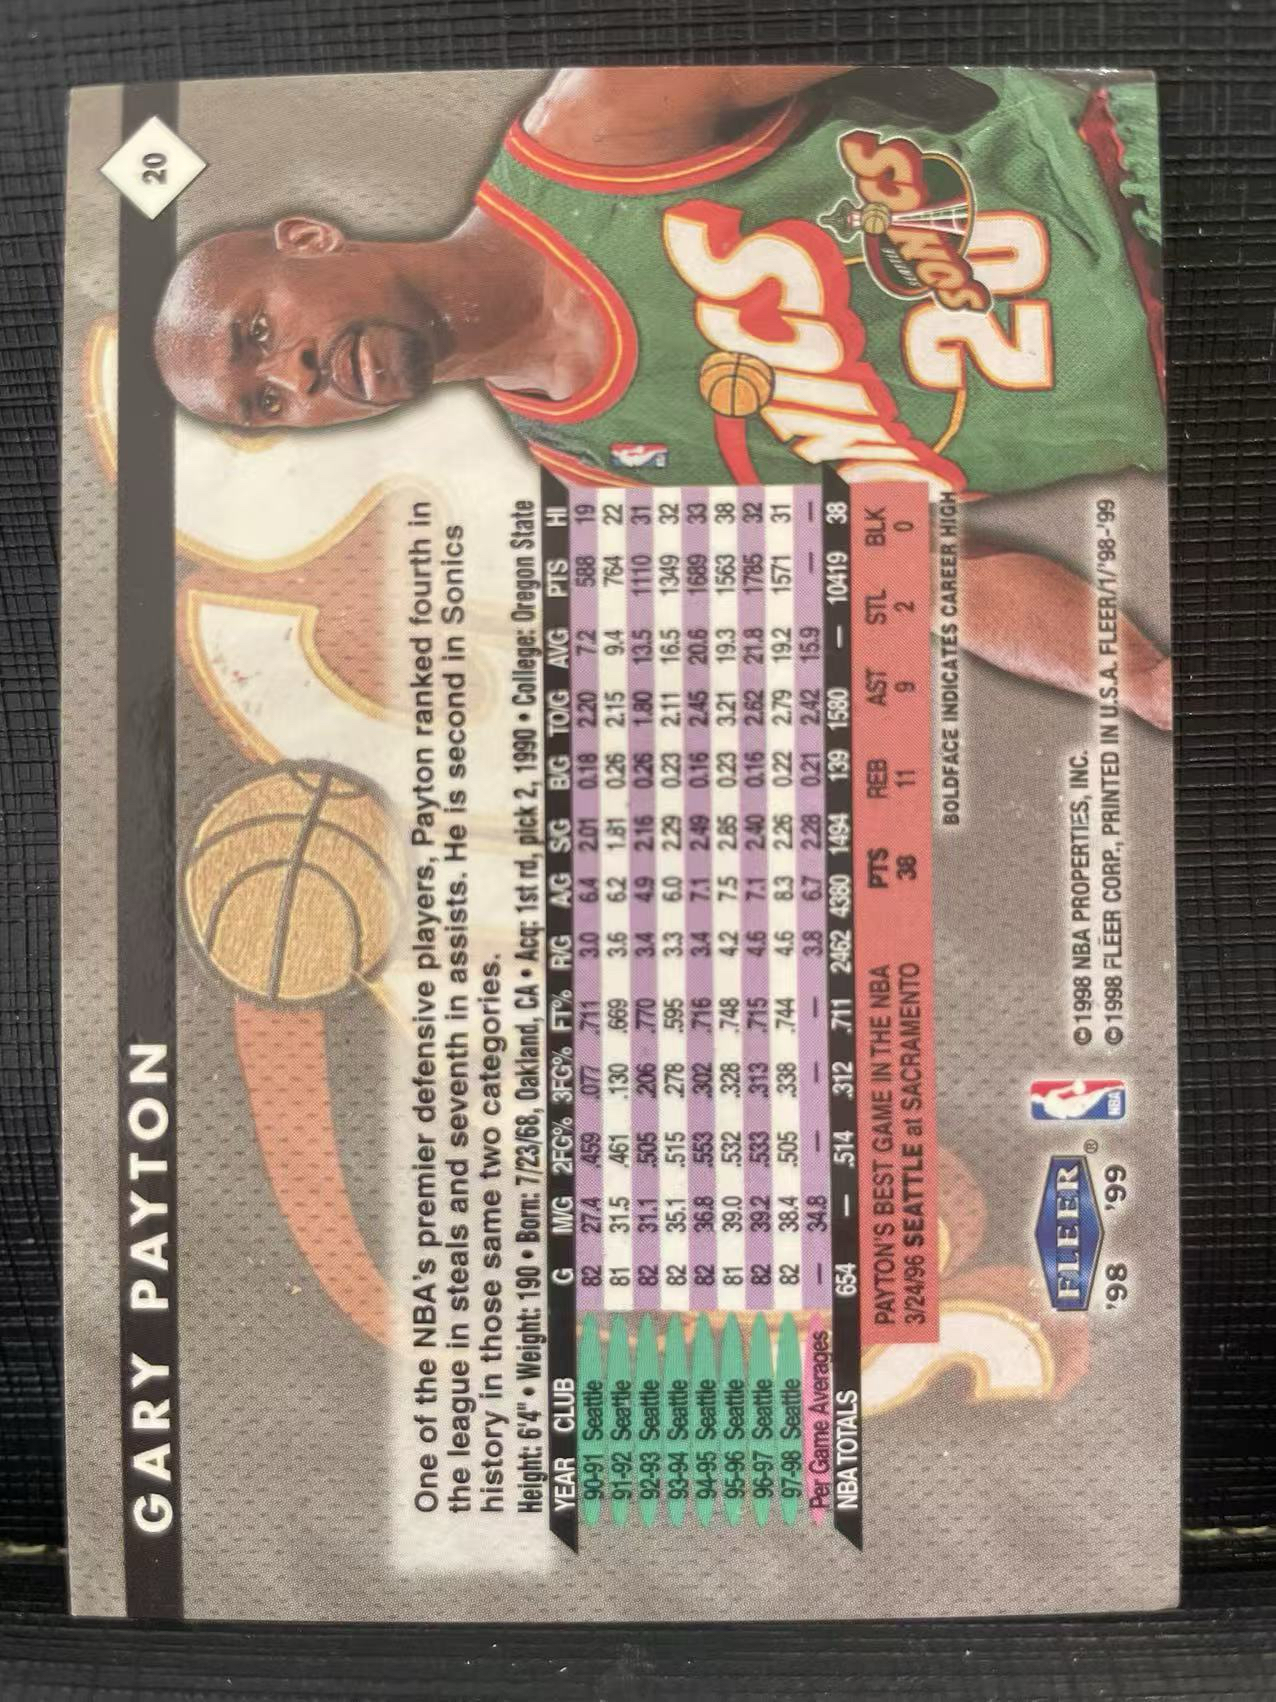 GARY PAYTON
20
One of the NBA's premier defensive players, Payton ranked fourth in
the league in steals and seventh in assists. He is second in Sonics
history in those same two categories.
Height: 6'4" • Weight: 190 • Born: 7/23/68, Oakland, CA • Acq: 1st rd, pick 2, 1990 • College: Oregon State
YEAR CLUB G M/G 2FG% 3FG% FT% R/G A/G SG B/G TO/G AVG PTS HI
90-91 Seattle 82 27.4 .459 .077 .711 3.0 6.4 2.01 0.18 2.20 7.2 588 19
91-92 Seattle 81 31.5 .461 .130 .669 3.6 6.2 1.81 0.26 2.15 9.4 764 22
92-93 Seattle 82 31.1 .505 .206 .770 3.4 4.9 2.16 0.26 1.80 13.5 1110 31
93-94 Seattle 82 35.1 .515 .278 .595 3.3 6.0 2.29 0.23 2.11 16.5 1349 32
94-95 Seattle 82 36.8 .553 .302 .716 3.4 7.1 2.49 0.16 2.45 20.6 1689 33
95-96 Seattle 81 39.0 .532 .328 .748 4.2 7.5 2.85 0.23 3.21 19.3 1563 38
96-97 Seattle 82 39.2 .533 .313 .715 4.6 7.1 2.40 0.16 2.62 21.8 1785 32
97-98 Seattle 82 38.4 .505 .338 .744 4.6 8.3 2.26 0.22 2.79 19.2 1571 31
Per Game Averages — 34.8 — — — 3.8 6.7 2.28 0.21 2.42 15.9 — —
NBA TOTALS 654 — .514 .312 .711 2462 4380 1494 139 1580 — 10419 38
PAYTON'S BEST GAME IN THE NBA PTS REB AST STL BLK
3/24/96 SEATTLE at SACRAMENTO 38 11 9 2 0
BOLDFACE INDICATES CAREER HIGH
FLEER®
'98 '99
NBA
©1998 NBA PROPERTIES, INC.
©1998 FLEER CORP., PRINTED IN U.S.A. FLEER/1/'98-'99
ONICS
20
SEATTLE
SONICS